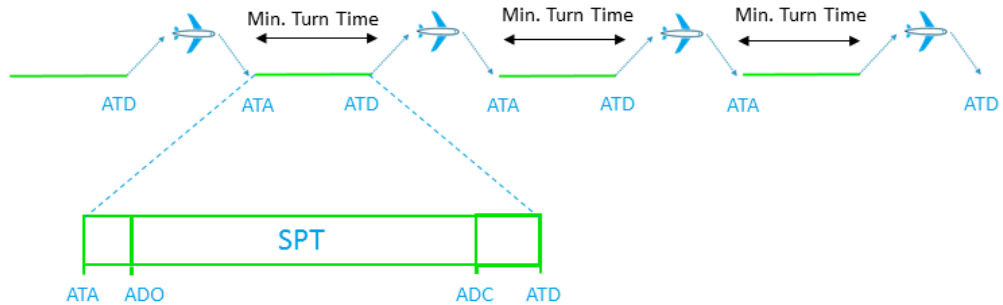 Min. Turn Time Min. Turn Time Min. Turn Time
ATD ATA ATD ATA ATD ATA ATD
SPT
ATA ADO ADC ATD